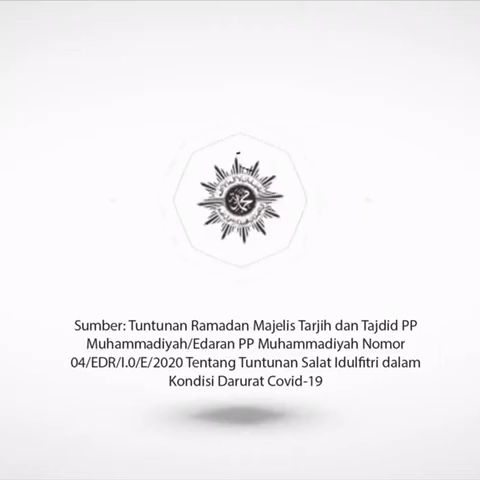 Sumber: Tuntunan Ramadan Majelis Tarjih dan Tajdid PP
Muhammadiyah/Edaran PP Muhammadiyah Nomor
04/EDR/I.0/E/2020 Tentang Tuntunan Salat Idulfitri dalam
Kondisi Darurat Covid-19